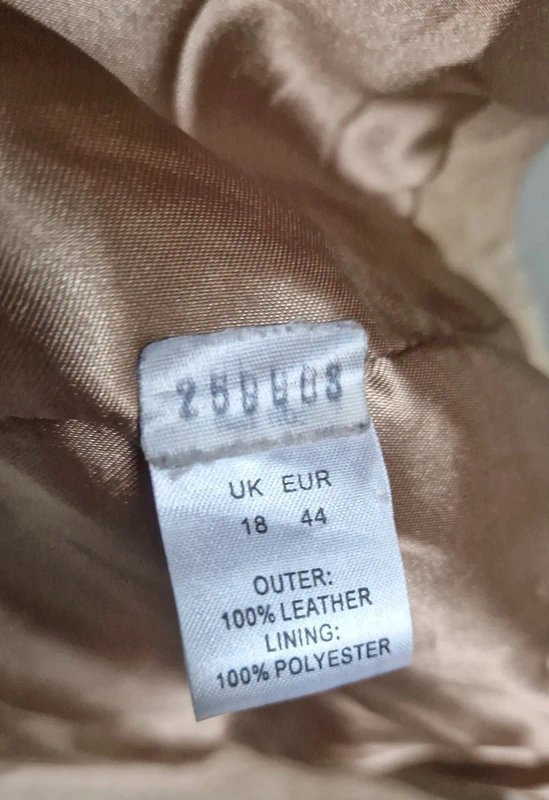 UK EUR
18 44
OUTER:
100% LEATHER
LINING:
100% POLYESTER